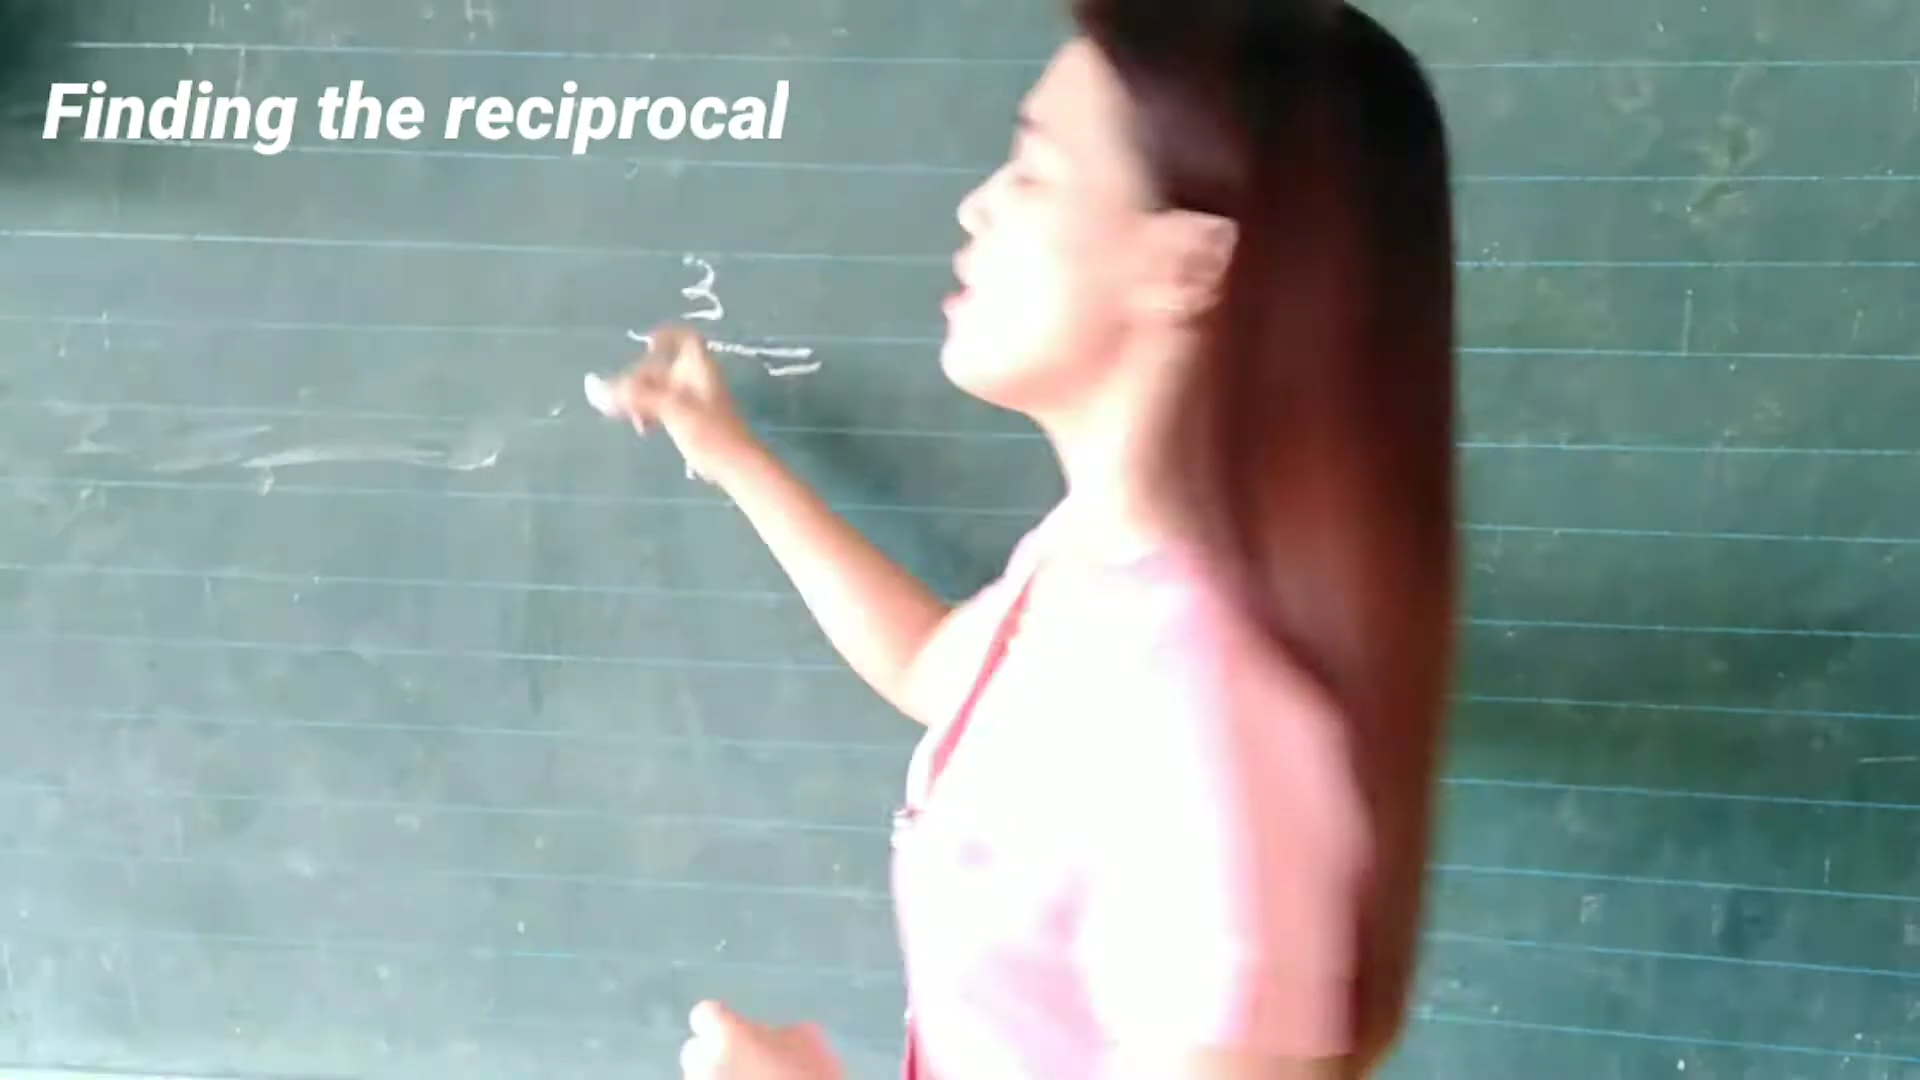 Finding the reciprocal
3
=